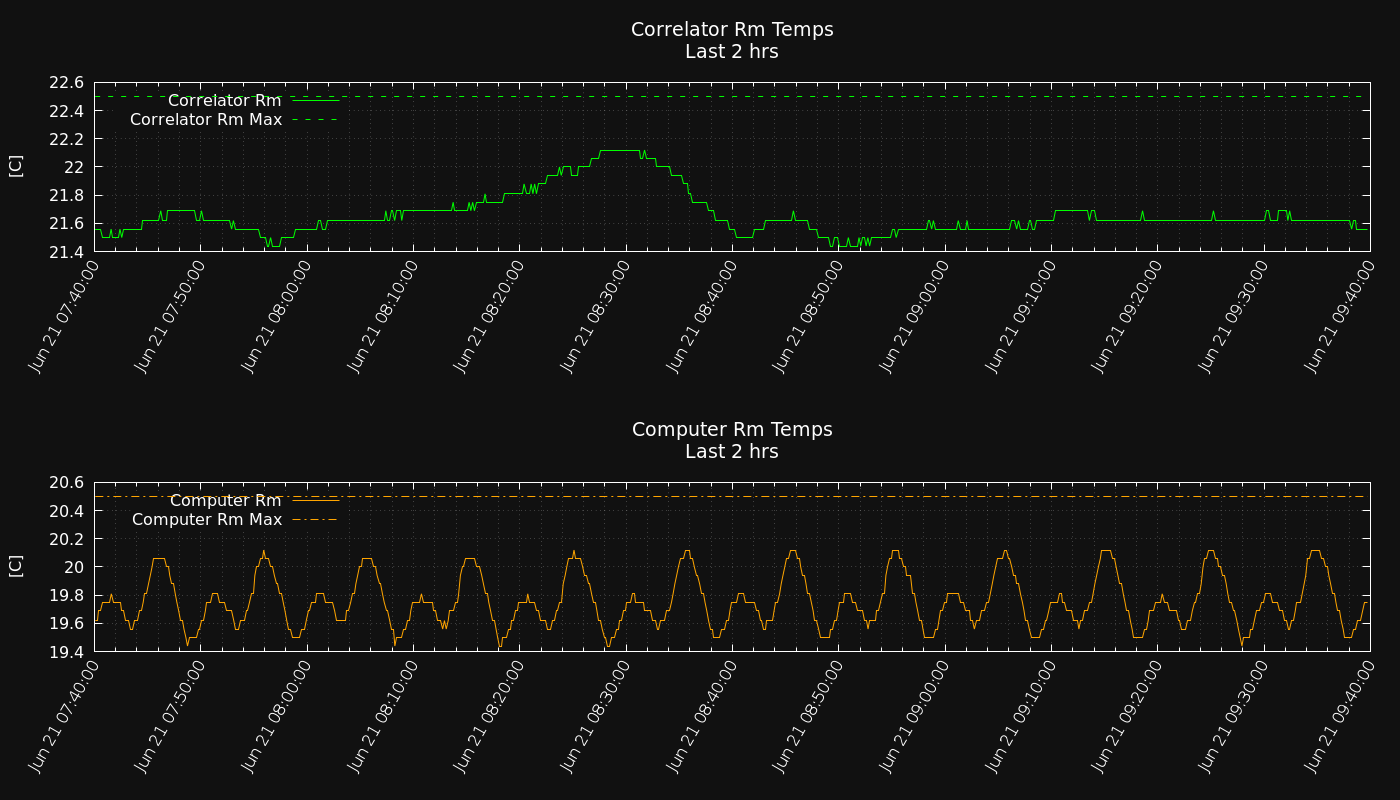 Correlator Rm Temps
Last 2 hrs
22.6
22.4
22.2
22
21.8
21.6
21.4
[C]
Correlator Rm
Correlator Rm Max
Jun 21 07:40:00
Jun 21 07:50:00
Jun 21 08:00:00
Jun 21 08:10:00
Jun 21 08:20:00
Jun 21 08:30:00
Jun 21 08:40:00
Jun 21 08:50:00
Jun 21 09:00:00
Jun 21 09:10:00
Jun 21 09:20:00
Jun 21 09:30:00
Jun 21 09:40:00
Computer Rm Temps
Last 2 hrs
20.6
20.4
20.2
20
19.8
19.6
19.4
[C]
Computer Rm
Computer Rm Max
Jun 21 07:40:00
Jun 21 07:50:00
Jun 21 08:00:00
Jun 21 08:10:00
Jun 21 08:20:00
Jun 21 08:30:00
Jun 21 08:40:00
Jun 21 08:50:00
Jun 21 09:00:00
Jun 21 09:10:00
Jun 21 09:20:00
Jun 21 09:30:00
Jun 21 09:40:00